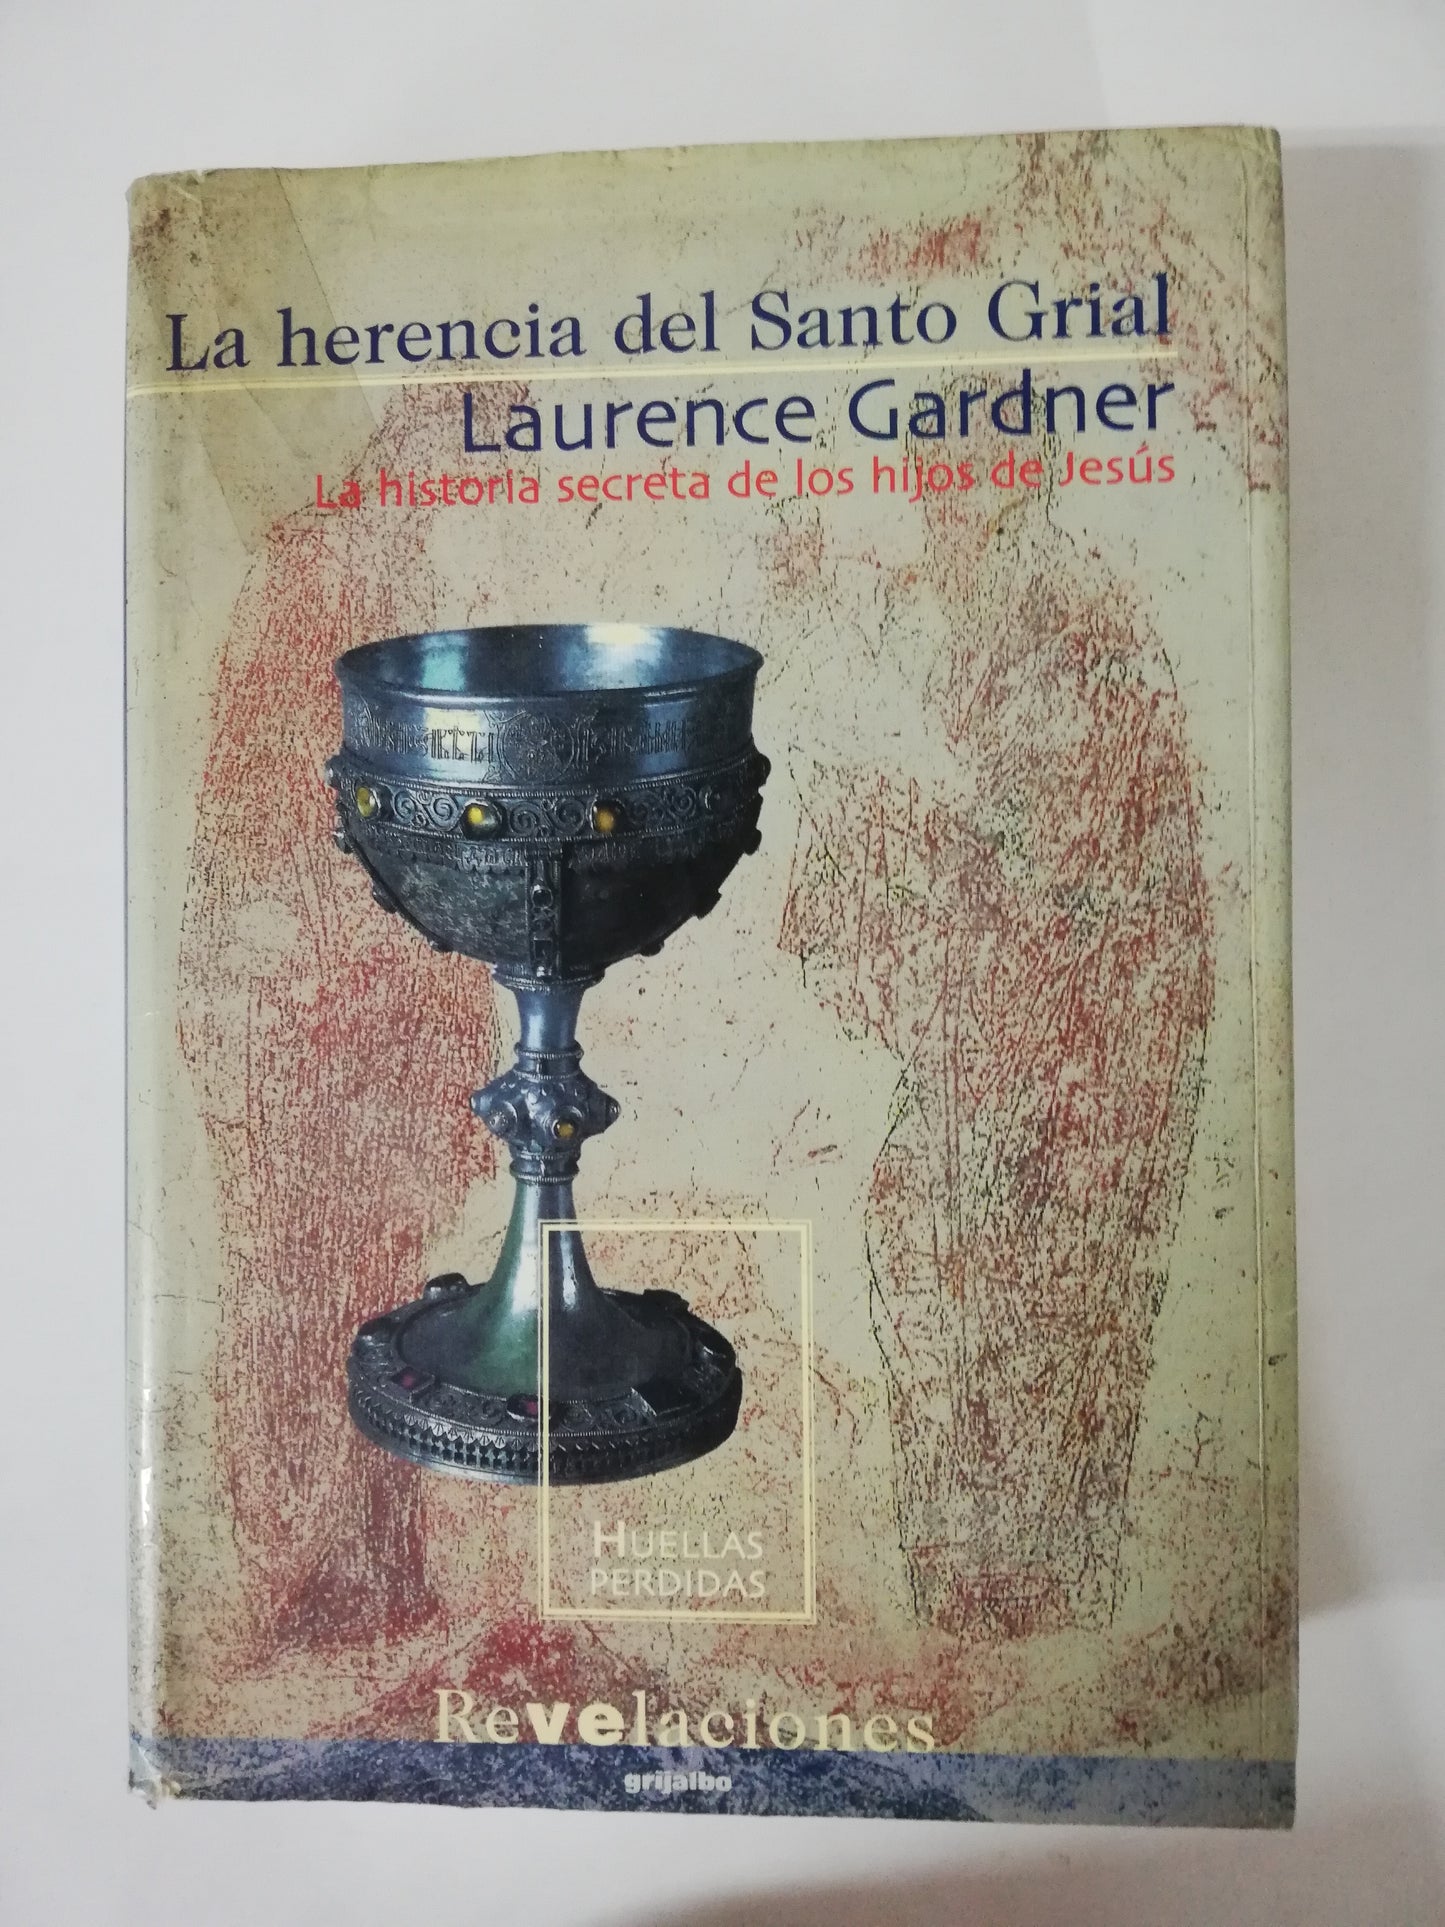 La herencia del Santo Grial
Laurence Gardner
La historia secreta de los hijos de Jesús
HUELLAS
PERDIDAS
Revelaciones
grijalbo